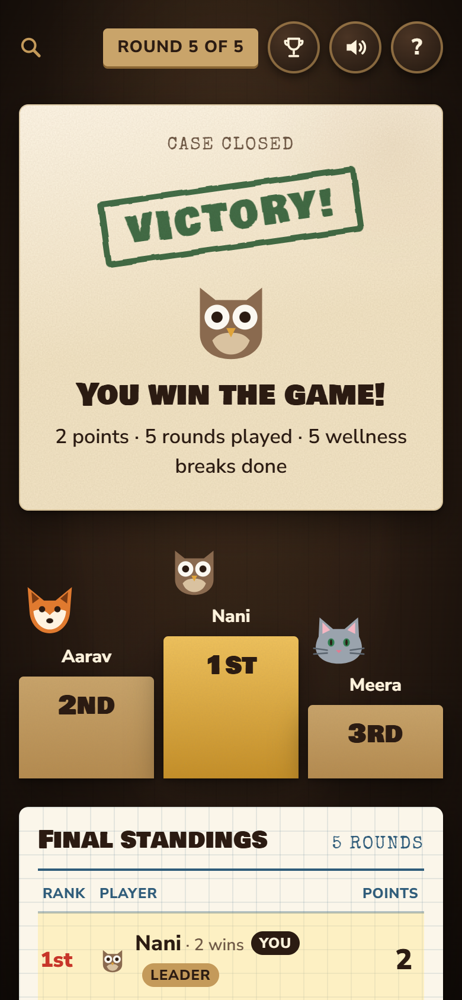 ROUND 5 OF 5
?
CASE CLOSED
VICTORY!
YOU WIN THE GAME!
2 points · 5 rounds played · 5 wellness
breaks done
Nani
1ST
Aarav
2ND
Meera
3RD
FINAL STANDINGS
5 ROUNDS
RANK PLAYER POINTS
1st Nani · 2 wins YOU 2
LEADER